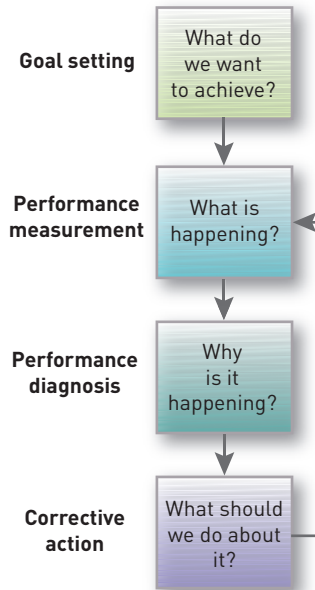 Goal setting
What do
we want
to achieve?
Performance
measurement
What is
happening?
Performance
diagnosis
Why
is it
happening?
Corrective
action
What should
we do about
it?